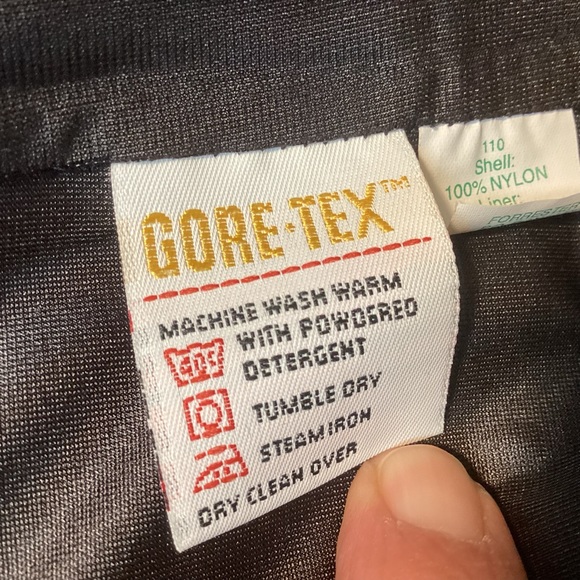 GORE-TEX™
MACHINE WASH WARM
WITH POWDERED
DETERGENT
TUMBLE DRY
STEAM IRON
DRY CLEAN OVER
110
Shell:
100% NYLON
Liner: